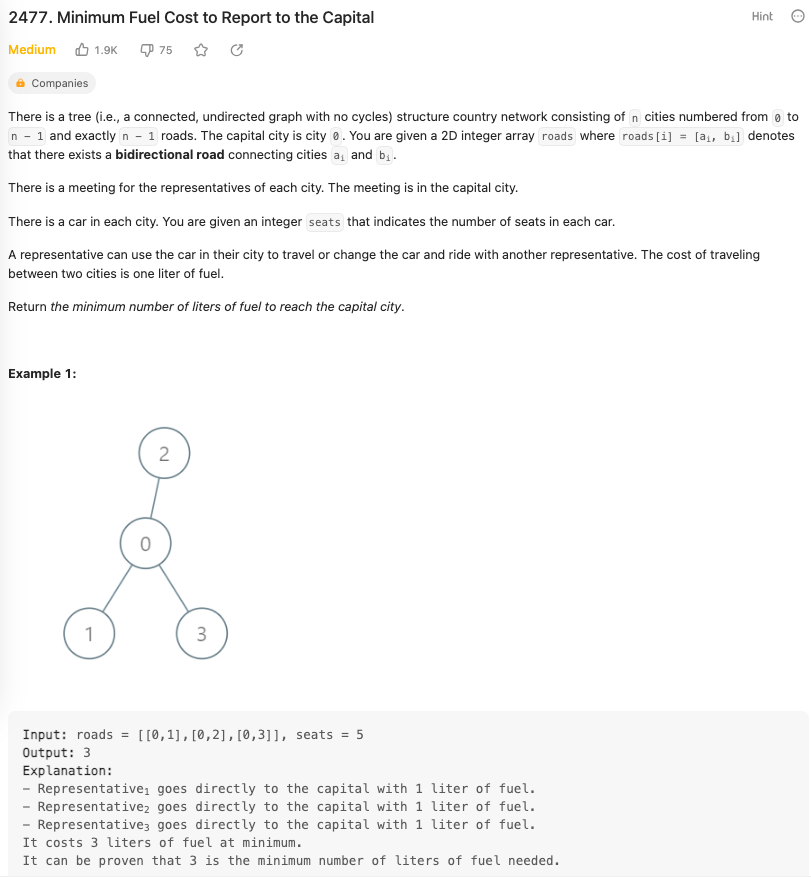 2477. Minimum Fuel Cost to Report to the Capital
Hint
Medium 1.9K 75
Companies
There is a tree (i.e., a connected, undirected graph with no cycles) structure country network consisting of n cities numbered from 0 to
n - 1 and exactly n - 1 roads. The capital city is city 0. You are given a 2D integer array roads where roads[i] = [aᵢ, bᵢ] denotes
that there exists a bidirectional road connecting cities aᵢ and bᵢ.
There is a meeting for the representatives of each city. The meeting is in the capital city.
There is a car in each city. You are given an integer seats that indicates the number of seats in each car.
A representative can use the car in their city to travel or change the car and ride with another representative. The cost of traveling
between two cities is one liter of fuel.
Return the minimum number of liters of fuel to reach the capital city.
Example 1:
2
0
1 3
Input: roads = [[0,1],[0,2],[0,3]], seats = 5
Output: 3
Explanation:
- Representative₁ goes directly to the capital with 1 liter of fuel.
- Representative₂ goes directly to the capital with 1 liter of fuel.
- Representative₃ goes directly to the capital with 1 liter of fuel.
It costs 3 liters of fuel at minimum.
It can be proven that 3 is the minimum number of liters of fuel needed.